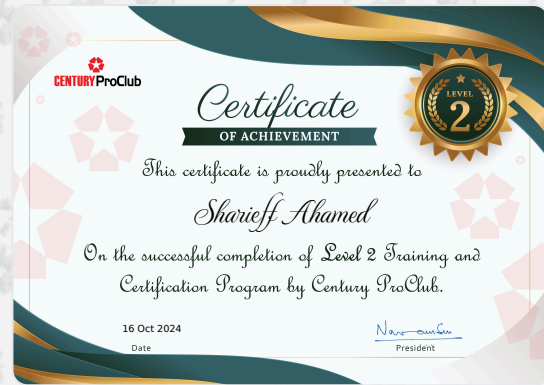 CENTURY ProClub
Certificate
OF ACHIEVEMENT
LEVEL
2
This certificate is proudly presented to
Sharieff Ahamed
On the successful completion of Level 2 Training and
Certification Program by Century ProClub.
16 Oct 2024
Date
President